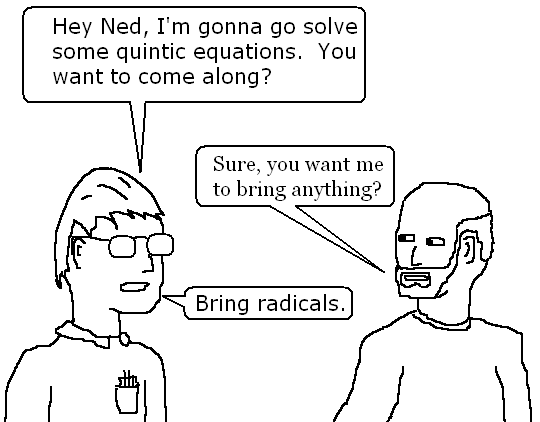 Hey Ned, I'm gonna go solve
some quintic equations.  You
want to come along?
Sure, you want me
to bring anything?
Bring radicals.